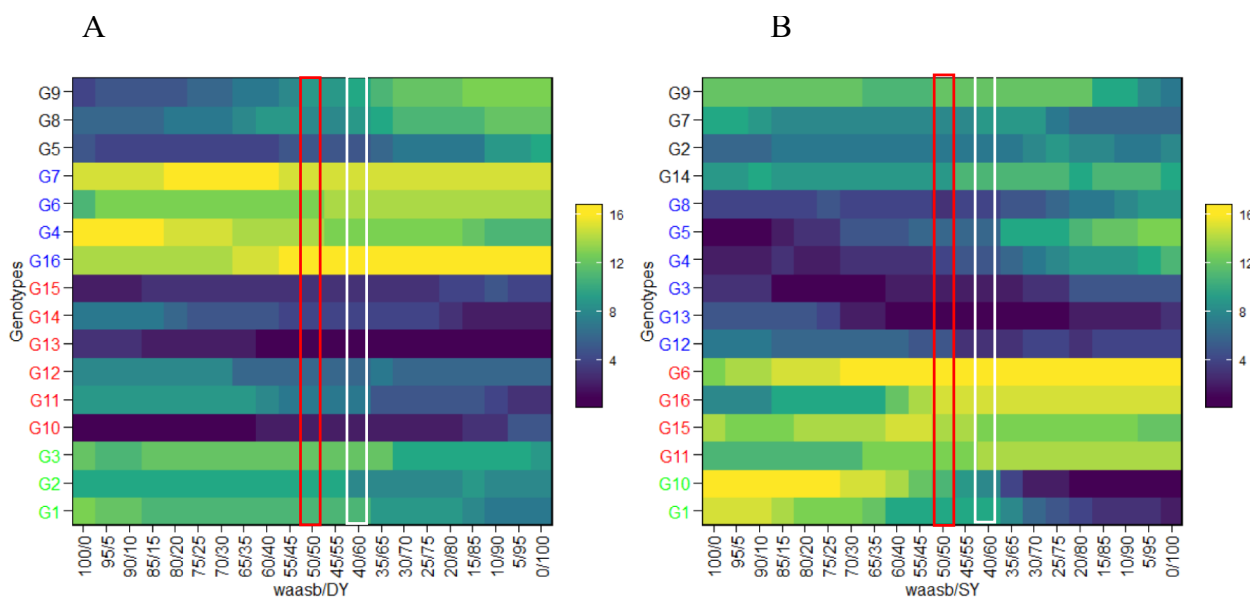 A
B
G9
G8
G5
G7
G6
G4
G16
G15
G14
G13
G12
G11
G10
G3
G2
G1
Genotypes
100/0
95/5
90/10
85/15
80/20
75/25
70/30
65/35
60/40
55/45
50/50
45/55
40/60
35/65
30/70
25/75
20/80
15/85
10/90
5/95
0/100
waasb/DY
16
12
8
4
G9
G7
G2
G14
G8
G5
G4
G3
G13
G12
G6
G16
G15
G11
G10
G1
Genotypes
100/0
95/5
90/10
85/15
80/20
75/25
70/30
65/35
60/40
55/45
50/50
45/55
40/60
35/65
30/70
25/75
20/80
15/85
10/90
5/95
0/100
waasb/SY
16
12
8
4